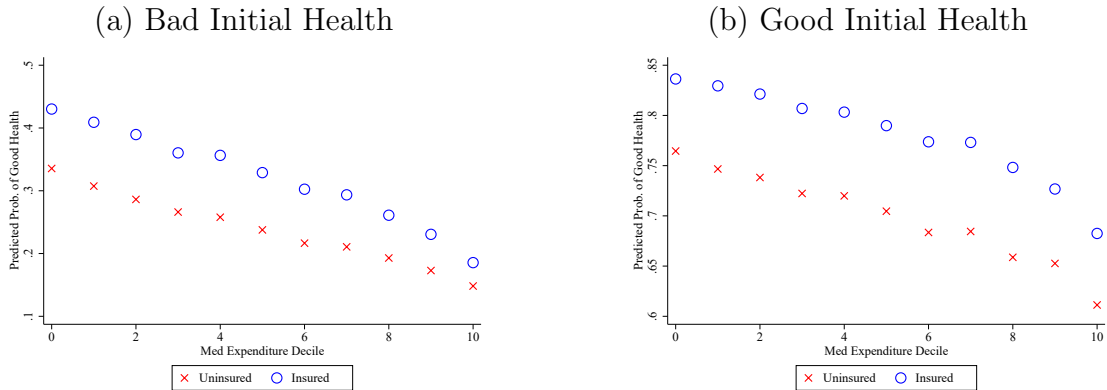 (a) Bad Initial Health
Predicted Prob. of Good Health
.5
.4
.3
.2
.1
0 2 4 6 8 10
Med Expenditure Decile
Uninsured Insured
(b) Good Initial Health
Predicted Prob. of Good Health
.85
.8
.75
.7
.65
.6
0 2 4 6 8 10
Med Expenditure Decile
Uninsured Insured